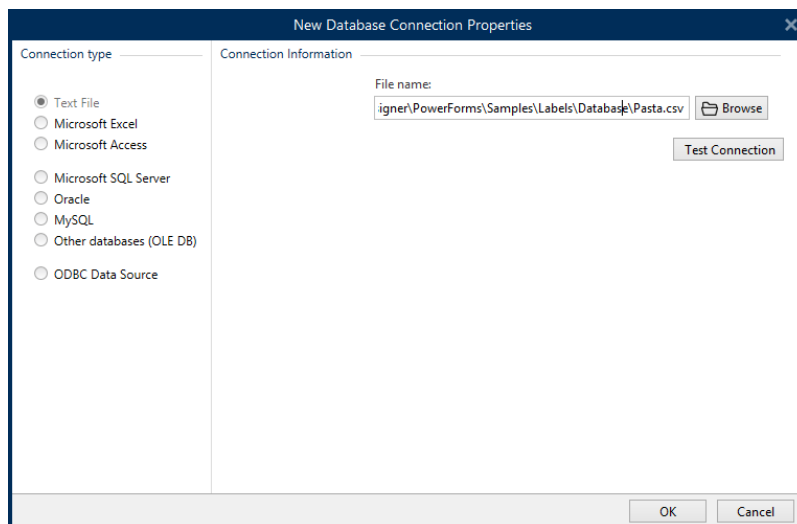 New Database Connection Properties
Connection type
Text File
Microsoft Excel
Microsoft Access
Microsoft SQL Server
Oracle
MySQL
Other databases (OLE DB)
ODBC Data Source
Connection Information
File name:
igner\PowerForms\Samples\Labels\Database\Pasta.csv
Browse
Test Connection
OK
Cancel